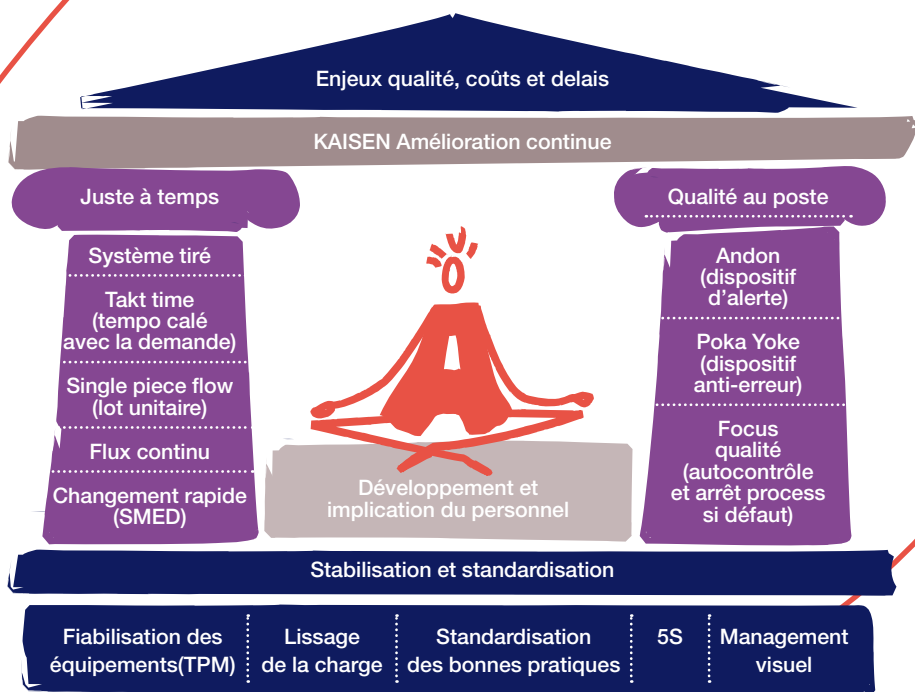 Enjeux qualité, coûts et delais
KAISEN Amélioration continue
Juste à temps
Système tiré
Takt time
(tempo calé
avec la demande)
Single piece flow
(lot unitaire)
Flux continu
Changement rapide
(SMED)
Développement et
implication du personnel
Qualité au poste
Andon
(dispositif
d'alerte)
Poka Yoke
(dispositif
anti-erreur)
Focus
qualité
(autocontrôle
et arrêt process
si défaut)
Stabilisation et standardisation
Fiabilisation des
équipements(TPM)
Lissage
de la charge
Standardisation
des bonnes pratiques
5S
Management
visuel